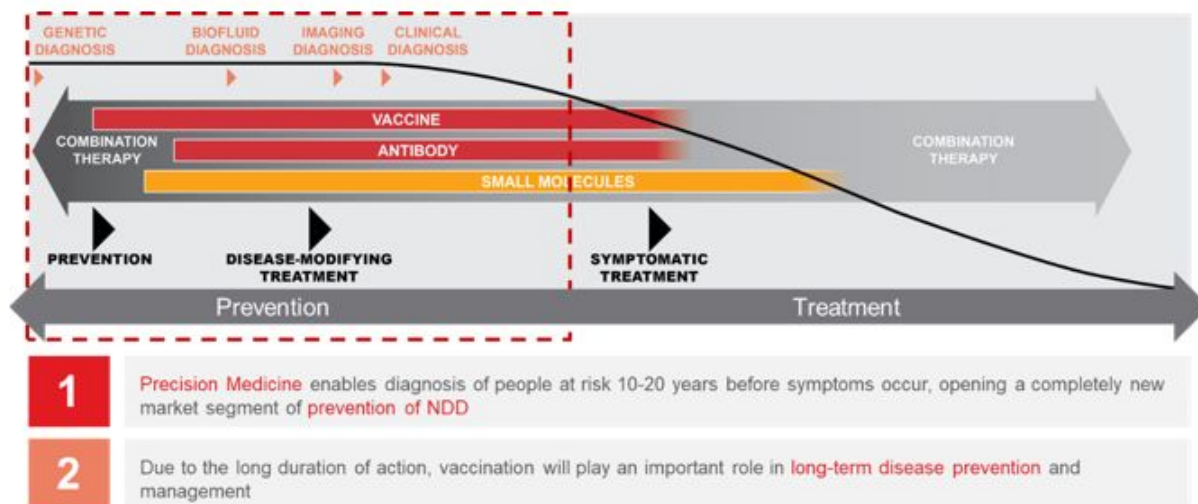 GENETIC DIAGNOSIS
BIOFLUID DIAGNOSIS
IMAGING DIAGNOSIS
CLINICAL DIAGNOSIS
COMBINATION THERAPY
VACCINE
ANTIBODY
SMALL MOLECULES
COMBINATION THERAPY
PREVENTION
DISEASE-MODIFYING TREATMENT
SYMPTOMATIC TREATMENT
Prevention
Treatment
1
Precision Medicine enables diagnosis of people at risk 10-20 years before symptoms occur, opening a completely new
market segment of prevention of NDD
2
Due to the long duration of action, vaccination will play an important role in long-term disease prevention and
management